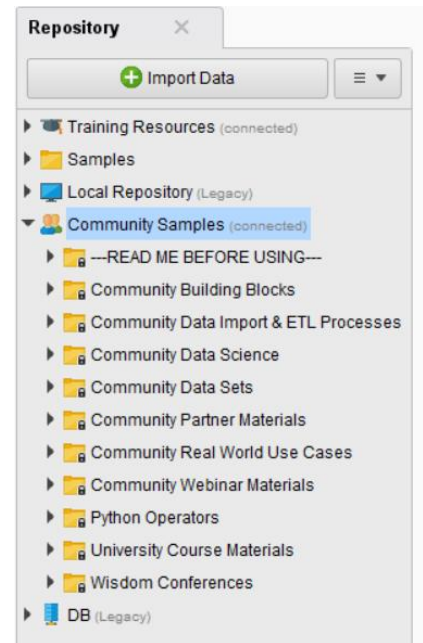 Repository
Import Data
Training Resources (connected)
Samples
Local Repository (Legacy)
Community Samples (connected)
---READ ME BEFORE USING---
Community Building Blocks
Community Data Import & ETL Processes
Community Data Science
Community Data Sets
Community Partner Materials
Community Real World Use Cases
Community Webinar Materials
Python Operators
University Course Materials
Wisdom Conferences
DB (Legacy)